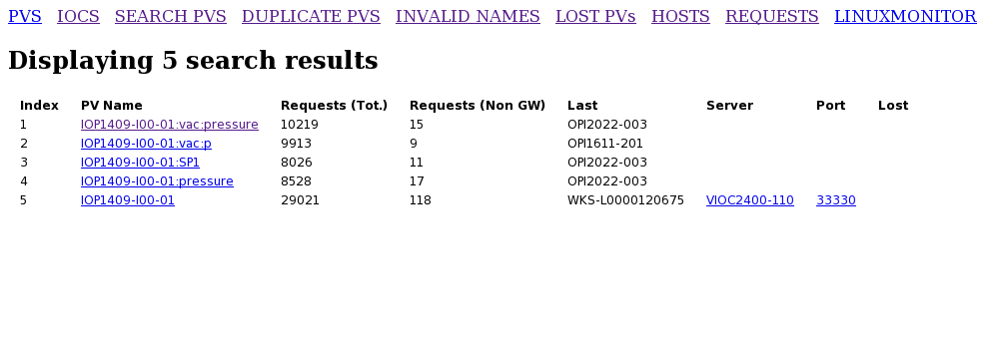 PVS IOCS SEARCH PVS DUPLICATE PVS INVALID NAMES LOST PVs HOSTS REQUESTS LINUXMONITOR
Displaying 5 search results
Index PV Name Requests (Tot.) Requests (Non GW) Last Server Port Lost
1 IOP1409-I00-01:vac:pressure 10219 15 OPI2022-003
2 IOP1409-I00-01:vac:p 9913 9 OPI1611-201
3 IOP1409-I00-01:SP1 8026 11 OPI2022-003
4 IOP1409-I00-01:pressure 8528 17 OPI2022-003
5 IOP1409-I00-01 29021 118 WKS-L0000120675 VIOC2400-110 33330